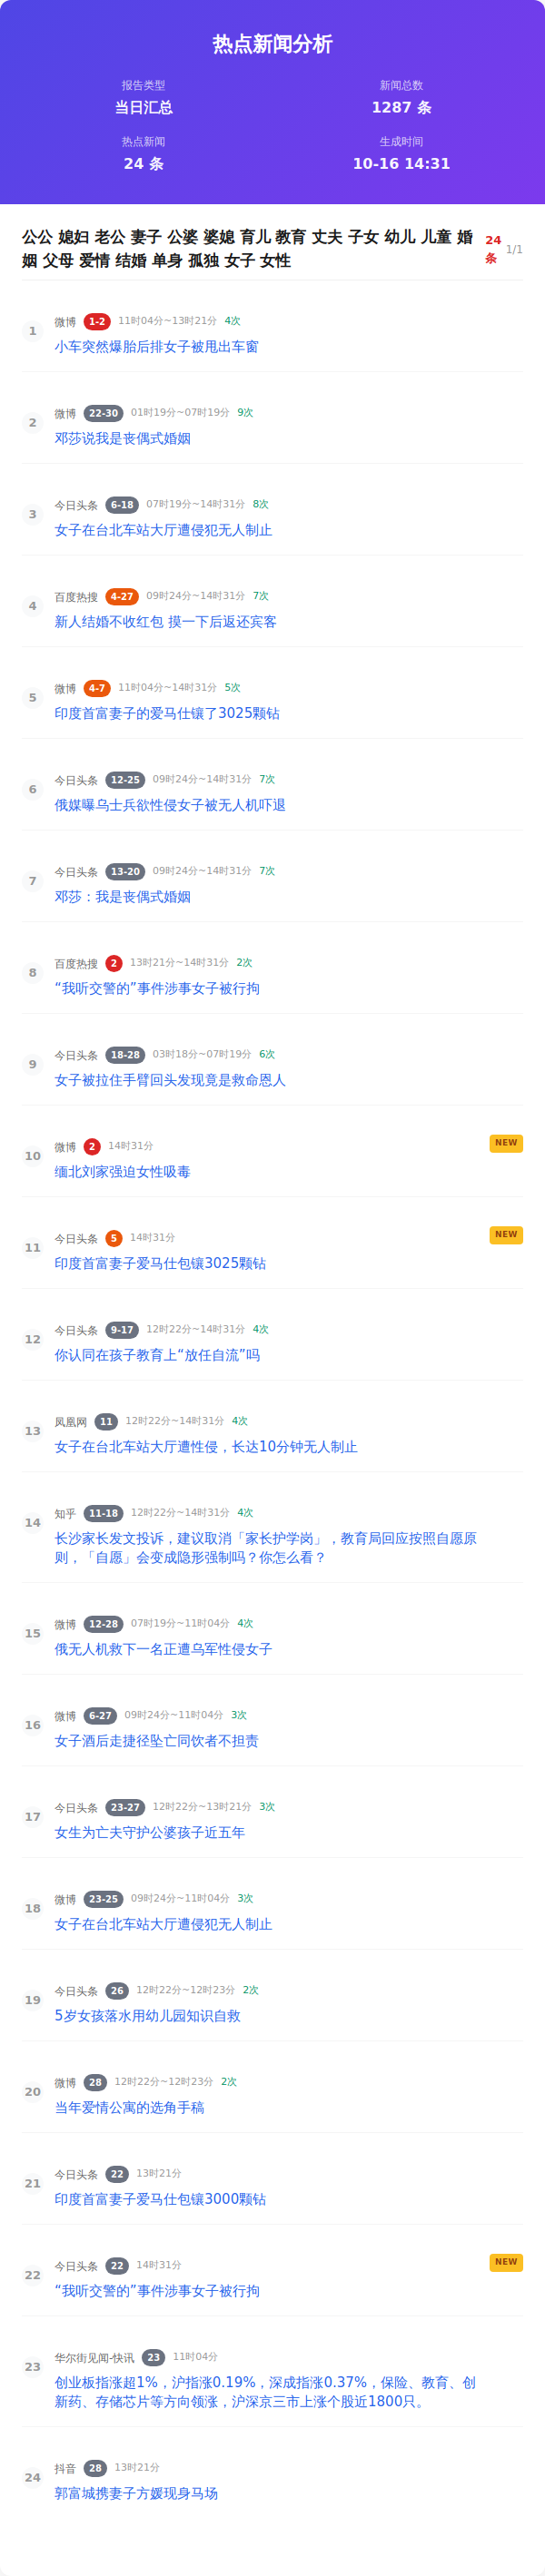 热点新闻分析
报告类型
当日汇总
新闻总数
1287 条
热点新闻
24 条
生成时间
10-16 14:31
公公 媳妇 老公 妻子 公婆 婆媳 育儿 教育 丈夫 子女 幼儿 儿童 婚
姻 父母 爱情 结婚 单身 孤独 女子 女性
24
条
1/1
1
微博 1-2 11时04分~13时21分 4次
小车突然爆胎后排女子被甩出车窗
2
微博 22-30 01时19分~07时19分 9次
邓莎说我是丧偶式婚姻
3
今日头条 6-18 07时19分~14时31分 8次
女子在台北车站大厅遭侵犯无人制止
4
百度热搜 4-27 09时24分~14时31分 7次
新人结婚不收红包 摸一下后返还宾客
5
微博 4-7 11时04分~14时31分 5次
印度首富妻子的爱马仕镶了3025颗钻
6
今日头条 12-25 09时24分~14时31分 7次
俄媒曝乌士兵欲性侵女子被无人机吓退
7
今日头条 13-20 09时24分~14时31分 7次
邓莎：我是丧偶式婚姻
8
百度热搜 2 13时21分~14时31分 2次
“我听交警的”事件涉事女子被行拘
9
今日头条 18-28 03时18分~07时19分 6次
女子被拉住手臂回头发现竟是救命恩人
10
微博 2 14时31分
NEW
缅北刘家强迫女性吸毒
11
今日头条 5 14时31分
NEW
印度首富妻子爱马仕包镶3025颗钻
12
今日头条 9-17 12时22分~14时31分 4次
你认同在孩子教育上“放任自流”吗
13
凤凰网 11 12时22分~14时31分 4次
女子在台北车站大厅遭性侵，长达10分钟无人制止
14
知乎 11-18 12时22分~14时31分 4次
长沙家长发文投诉，建议取消「家长护学岗」，教育局回应按照自愿原
则，「自愿」会变成隐形强制吗？你怎么看？
15
微博 12-28 07时19分~11时04分 4次
俄无人机救下一名正遭乌军性侵女子
16
微博 6-27 09时24分~11时04分 3次
女子酒后走捷径坠亡同饮者不担责
17
今日头条 23-27 12时22分~13时21分 3次
女生为亡夫守护公婆孩子近五年
18
微博 23-25 09时24分~11时04分 3次
女子在台北车站大厅遭侵犯无人制止
19
今日头条 26 12时22分~12时23分 2次
5岁女孩落水用幼儿园知识自救
20
微博 28 12时22分~12时23分 2次
当年爱情公寓的选角手稿
21
今日头条 22 13时21分
印度首富妻子爱马仕包镶3000颗钻
22
今日头条 22 14时31分
NEW
“我听交警的”事件涉事女子被行拘
23
华尔街见闻-快讯 23 11时04分
创业板指涨超1%，沪指涨0.19%，深成指涨0.37%，保险、教育、创
新药、存储芯片等方向领涨，沪深京三市上涨个股近1800只。
24
抖音 28 13时21分
郭富城携妻子方媛现身马场